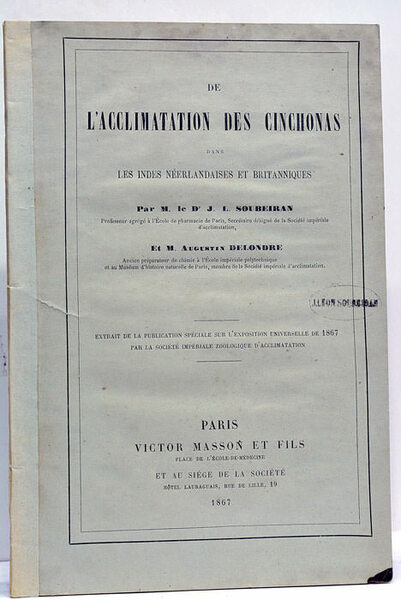 DE
L'ACCLIMATATION DES CINCHONAS
DANS
LES INDES NÉERLANDAISES ET BRITANNIQUES
Par M. le Dr J. L. SOUBEIRAN
Professeur agrégé à l'École de pharmacie de Paris, Secrétaire délégué de la Société impériale
d'acclimatation,
Et M. AUGUSTIN DELONDRE
Ancien préparateur de chimie à l'École impériale polytechnique
et au Muséum d'histoire naturelle de Paris, membre de la Société impériale d'acclimatation.
J. LÉON SOUBEIRAN
EXTRAIT DE LA PUBLICATION SPÉCIALE SUR L'EXPOSITION UNIVERSELLE DE 1867
PAR LA SOCIÉTÉ IMPÉRIALE ZOOLOGIQUE D'ACCLIMATATION
PARIS
VICTOR MASSON ET FILS
PLACE DE L'ÉCOLE-DE-MÉDECINE
ET AU SIÉGE DE LA SOCIÉTÉ
HÔTEL LAURAGUAIS, RUE DE LILLE, 19
1867